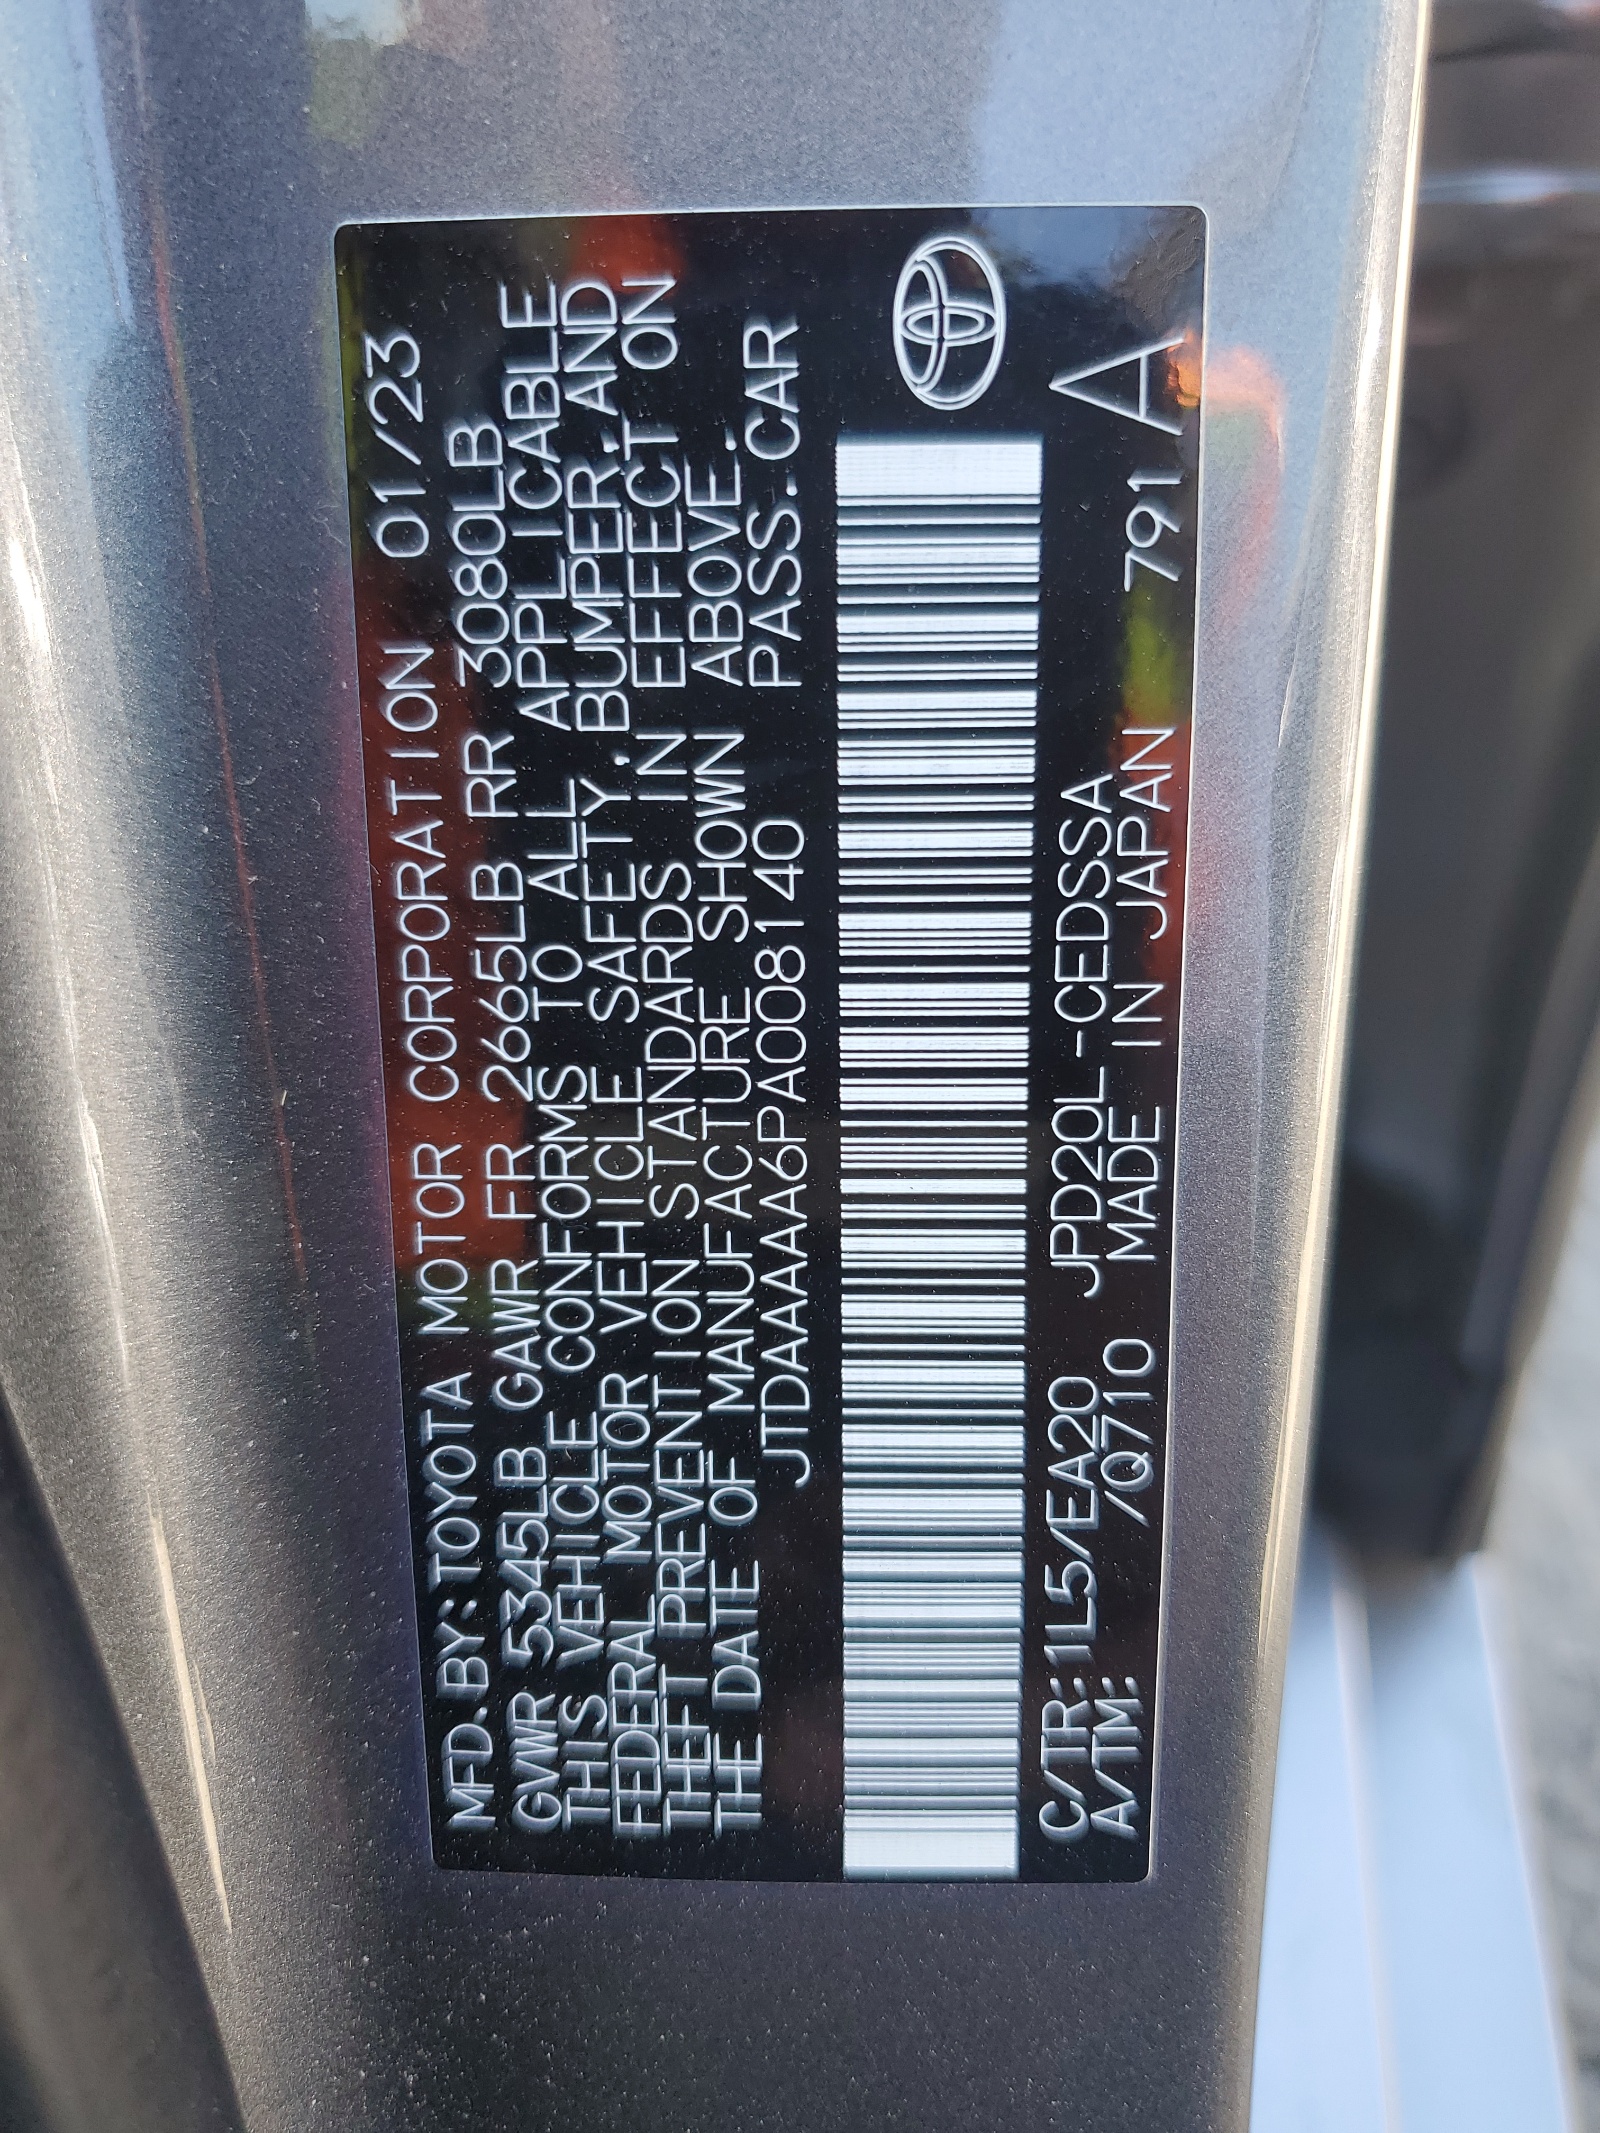 MFD.BY:TOYOTA MOTOR CORPORATION 01/23
GVWR 5345LB GAWR FR 2665LB RR 3080LB
THIS VEHICLE CONFORMS TO ALL APPLICABLE
FEDERAL MOTOR VEHICLE SAFETY, BUMPER, AND
THEFT PREVENTION STANDARDS IN EFFECT ON
THE DATE OF MANUFACTURE SHOWN ABOVE.
JTDAAAAA6PA008140 PASS.CAR
C/TR:1L5/EA20 JPD20L-CEDSSA
A/TM: /Q710 MADE IN JAPAN 791 A